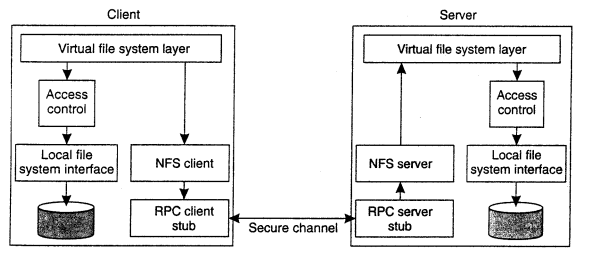 Client
Virtual file system layer
Access
control
Local file
system interface
NFS client
RPC client
stub
Secure channel
Server
Virtual file system layer
Access
control
NFS server
Local file
system interface
RPC server
stub